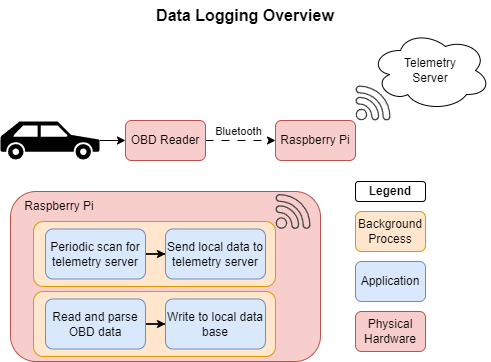 Data Logging Overview
Telemetry
Server
OBD Reader
Bluetooth
Raspberry Pi
Raspberry Pi
Periodic scan for
telemetry server
Send local data to
telemetry server
Read and parse
OBD data
Write to local data
base
Legend
Background
Process
Application
Physical
Hardware